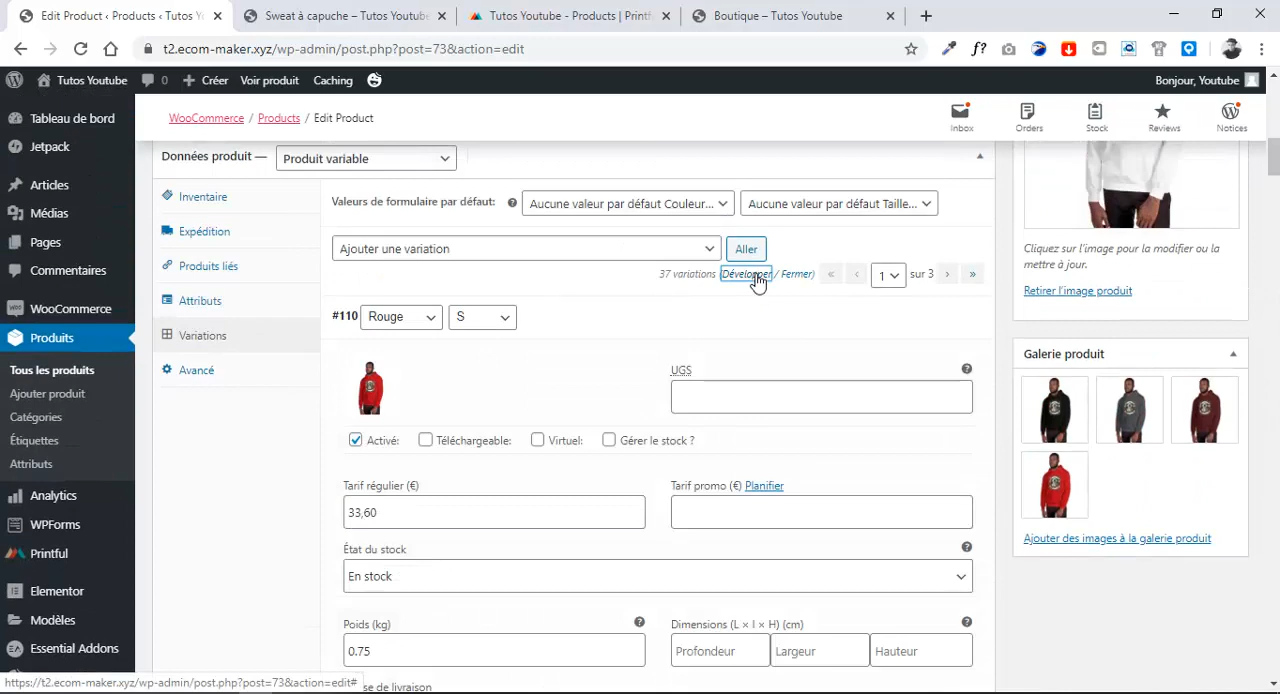 Edit Product ‹ Products ‹ Tutos Yo
Sweat à capuche – Tutos Youtube
Tutos Youtube - Products | Printf
Boutique – Tutos Youtube
t2.ecom-maker.xyz/wp-admin/post.php?post=73&action=edit
Tutos Youtube
0
Créer
Voir produit
Caching
Bonjour, Youtube
WooCommerce / Products / Edit Product
Inbox
Orders
Stock
Reviews
Notices
Tableau de bord
Jetpack
Articles
Médias
Pages
Commentaires
WooCommerce
Produits
Tous les produits
Ajouter produit
Catégories
Étiquettes
Attributs
Analytics
WPForms
Printful
Elementor
Modèles
Essential Addons
Données produit — Produit variable
Inventaire
Expédition
Produits liés
Attributs
Variations
Avancé
Valeurs de formulaire par défaut: Aucune valeur par défaut Couleur... Aucune valeur par défaut Taille...
Ajouter une variation
Aller
37 variations (Développer / Fermer) « ‹ 1 sur 3 › »
#110 Rouge S
UGS
Activé: Téléchargeable: Virtuel: Gérer le stock ?
Tarif régulier (€)
33,60
Tarif promo (€) Planifier
État du stock
En stock
Poids (kg)
0.75
Dimensions (L × l × H) (cm)
Profondeur Largeur Hauteur
se de livraison
Cliquez sur l'image pour la modifier ou la
mettre à jour.
Retirer l'image produit
Galerie produit
Ajouter des images à la galerie produit
https://t2.ecom-maker.xyz/wp-admin/post.php?post=73&action=edit#